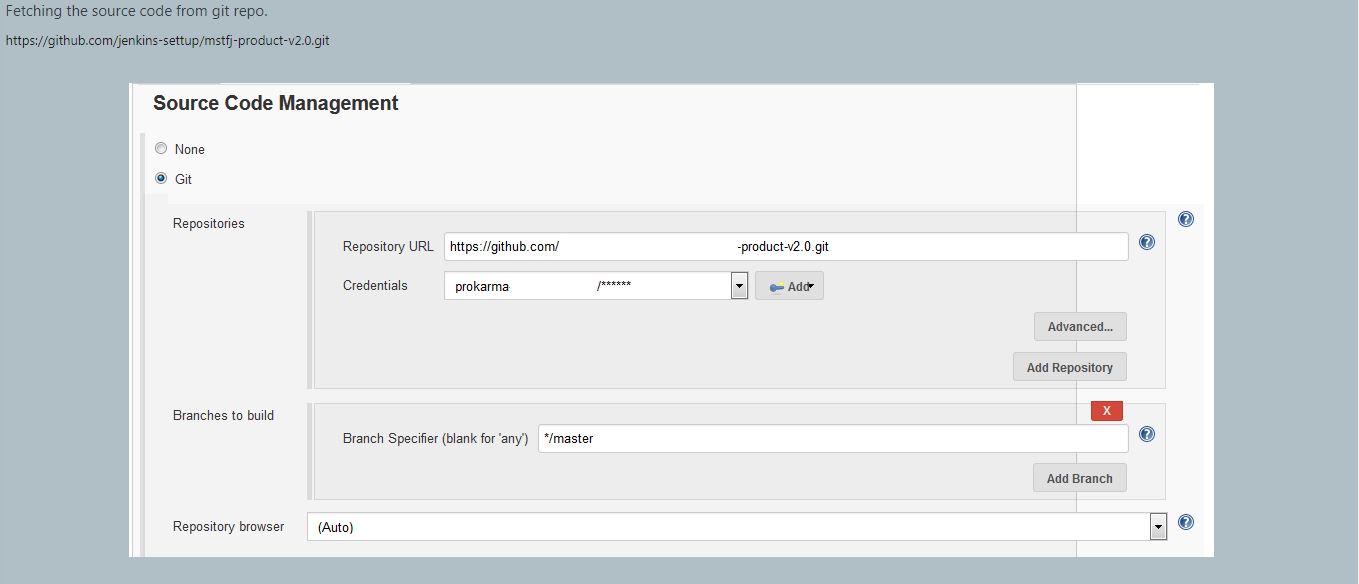 Fetching the source code from git repo.
https://github.com/jenkins-settup/mstfj-product-v2.0.git
Source Code Management
None
Git
Repositories
Repository URL https://github.com/ -product-v2.0.git
Credentials prokarma /****** Add
Advanced...
Add Repository
Branches to build
X
Branch Specifier (blank for 'any') */master
Add Branch
Repository browser (Auto)